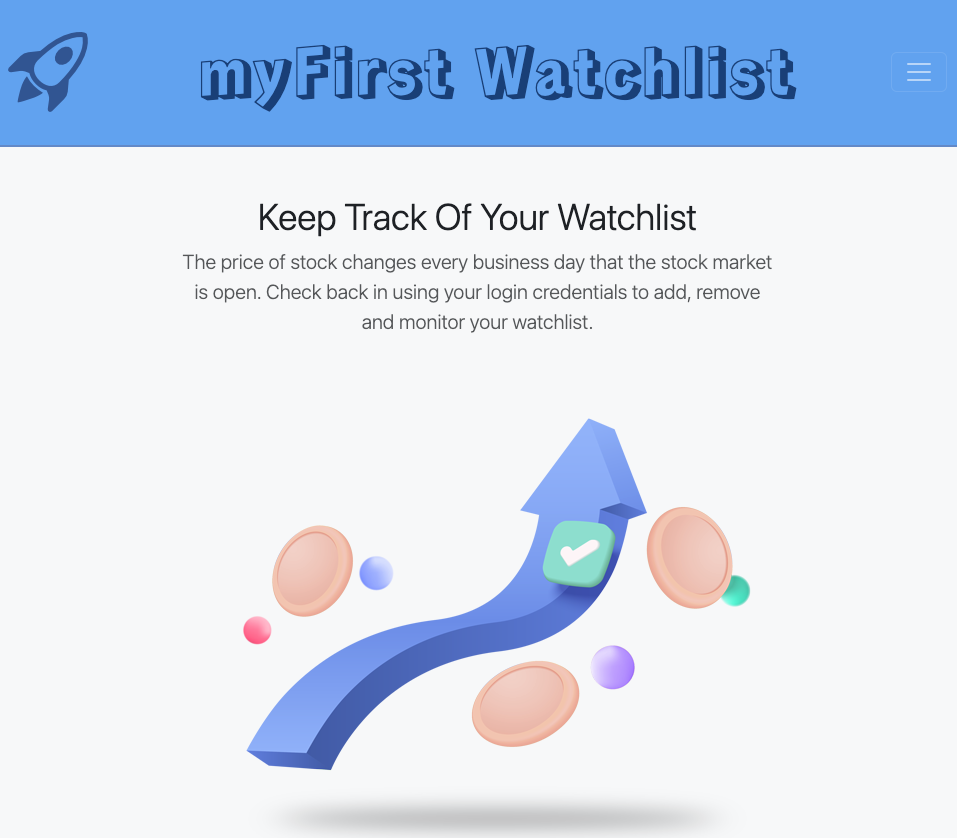 myFirst Watchlist
Keep Track Of Your Watchlist
The price of stock changes every business day that the stock market
is open. Check back in using your login credentials to add, remove
and monitor your watchlist.